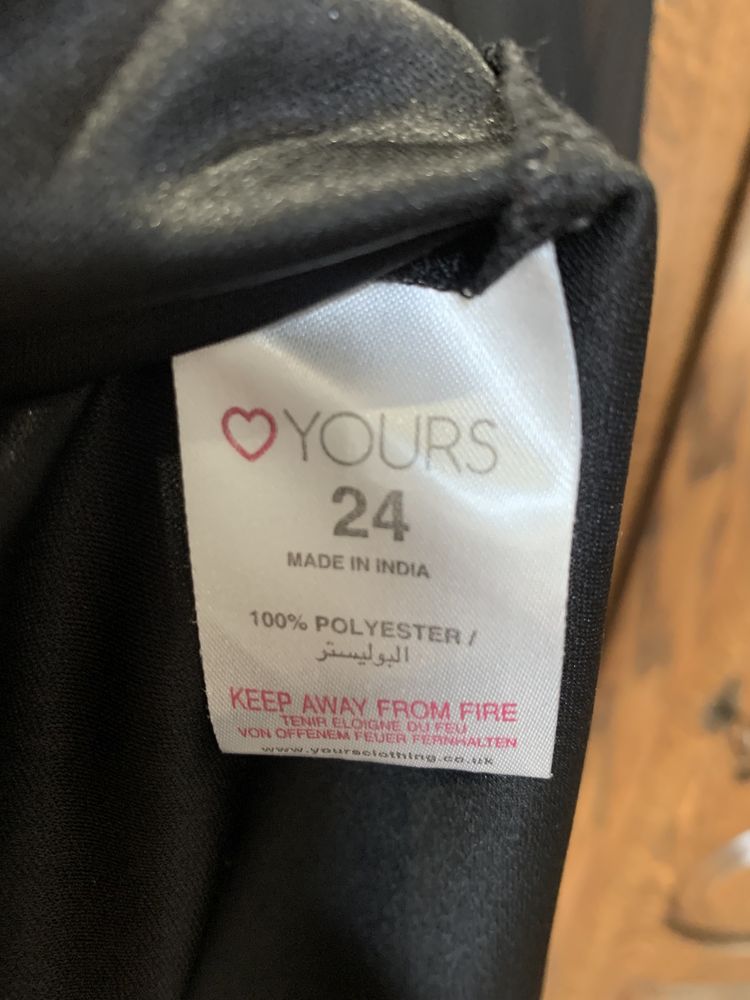 YOURS
24
MADE IN INDIA
100% POLYESTER /
البوليستر
KEEP AWAY FROM FIRE
TENIR ELOIGNE DU FEU
VON OFFENEM FEUER FERNHALTEN
www.yoursclothing.co.uk